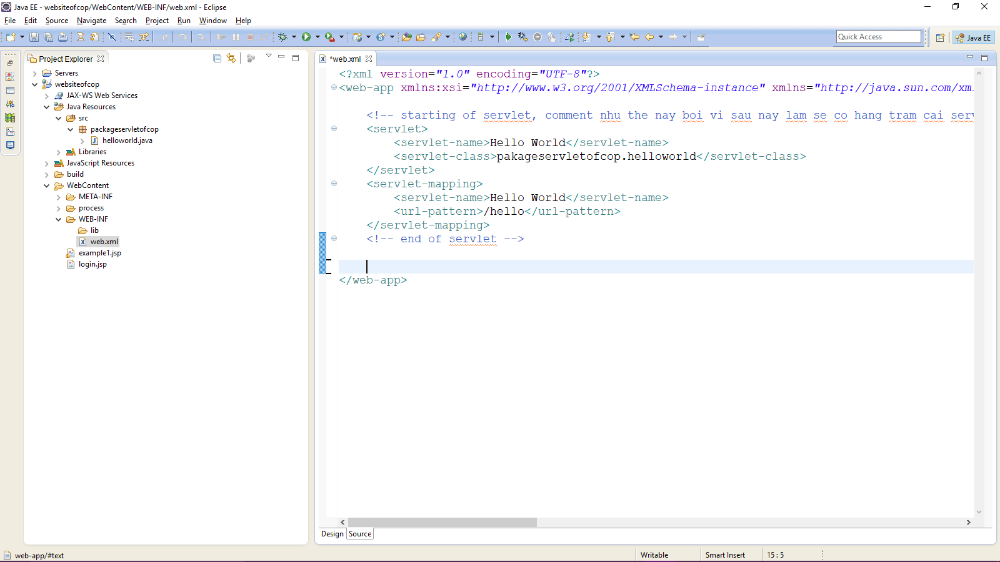 Java EE - websiteofcop/WebContent/WEB-INF/web.xml - Eclipse
File Edit Source Navigate Search Project Run Window Help
Quick Access
Java EE
Project Explorer
Servers
websiteofcop
JAX-WS Web Services
Java Resources
src
packageservletofcop
helloworld.java
Libraries
JavaScript Resources
build
WebContent
META-INF
process
WEB-INF
lib
web.xml
example1.jsp
login.jsp
*web.xml
<?xml version="1.0" encoding="UTF-8"?>
<web-app xmlns:xsi="http://www.w3.org/2001/XMLSchema-instance" xmlns="http://java.sun.com/xm
<!-- starting of servlet, comment nhu the nay boi vi sau nay lam se co hang tram cai serv
<servlet>
<servlet-name>Hello World</servlet-name>
<servlet-class>pakageservletofcop.helloworld</servlet-class>
</servlet>
<servlet-mapping>
<servlet-name>Hello World</servlet-name>
<url-pattern>/hello</url-pattern>
</servlet-mapping>
<!-- end of servlet -->
</web-app>
Design Source
web-app/#text
Writable
Smart Insert
15 : 5